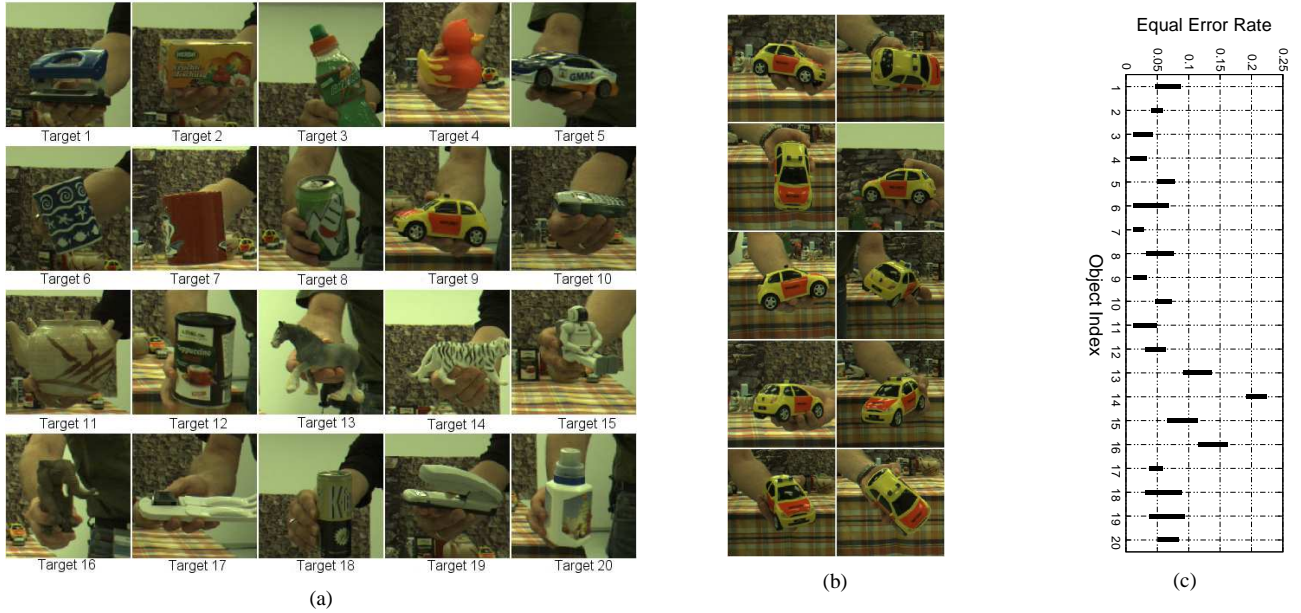 Target 1
Target 2
Target 3
Target 4
Target 5
GMAC
Target 6
Target 7
Target 8
Target 9
Target 10
Target 11
Target 12
Target 13
Target 14
Target 15
Target 16
Target 17
Target 18
Target 19
Target 20
(a)
(b)
Equal Error Rate
0
0.05
0.1
0.15
0.2
0.25
1
2
3
4
5
6
7
8
9
10
11
12
13
14
15
16
17
18
19
20
Object Index
(c)